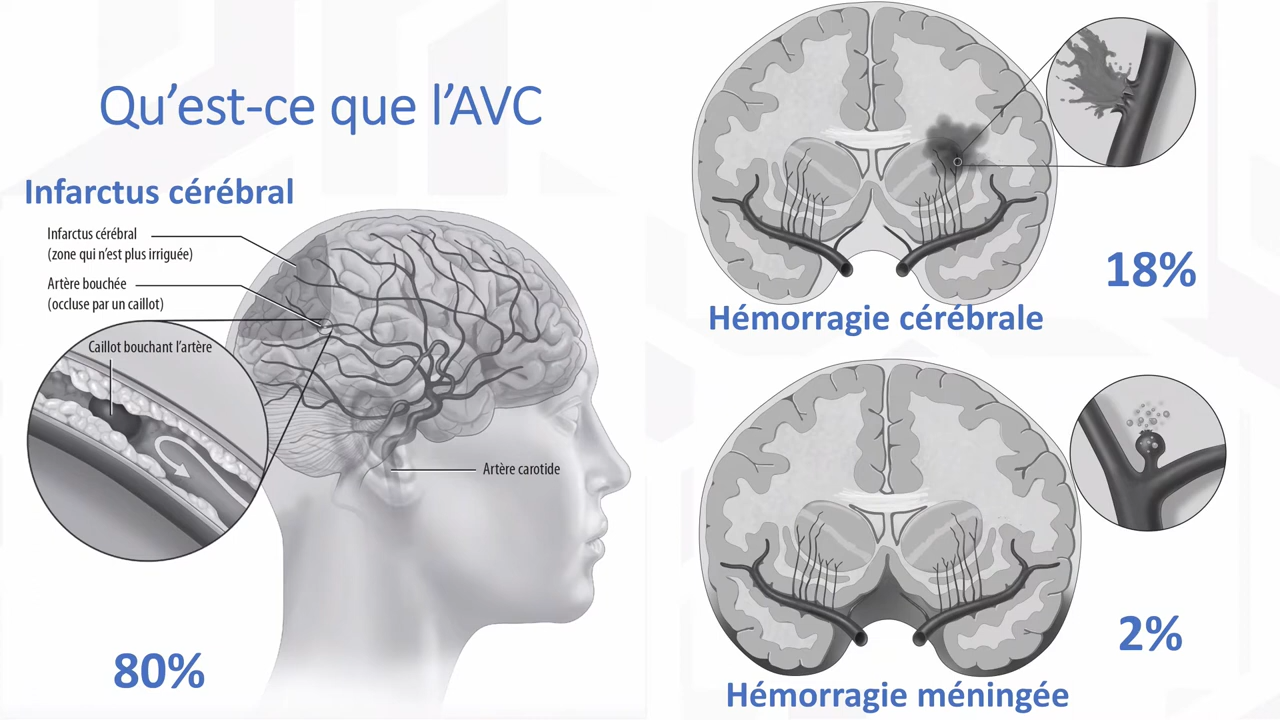 Qu’est-ce que l’AVC
Infarctus cérébral
Infarctus cérébral
(zone qui n’est plus irriguée)
Artère bouchée
(occluse par un caillot)
Caillot bouchant l’artère
Artère carotide
80%
18%
Hémorragie cérébrale
2%
Hémorragie méningée